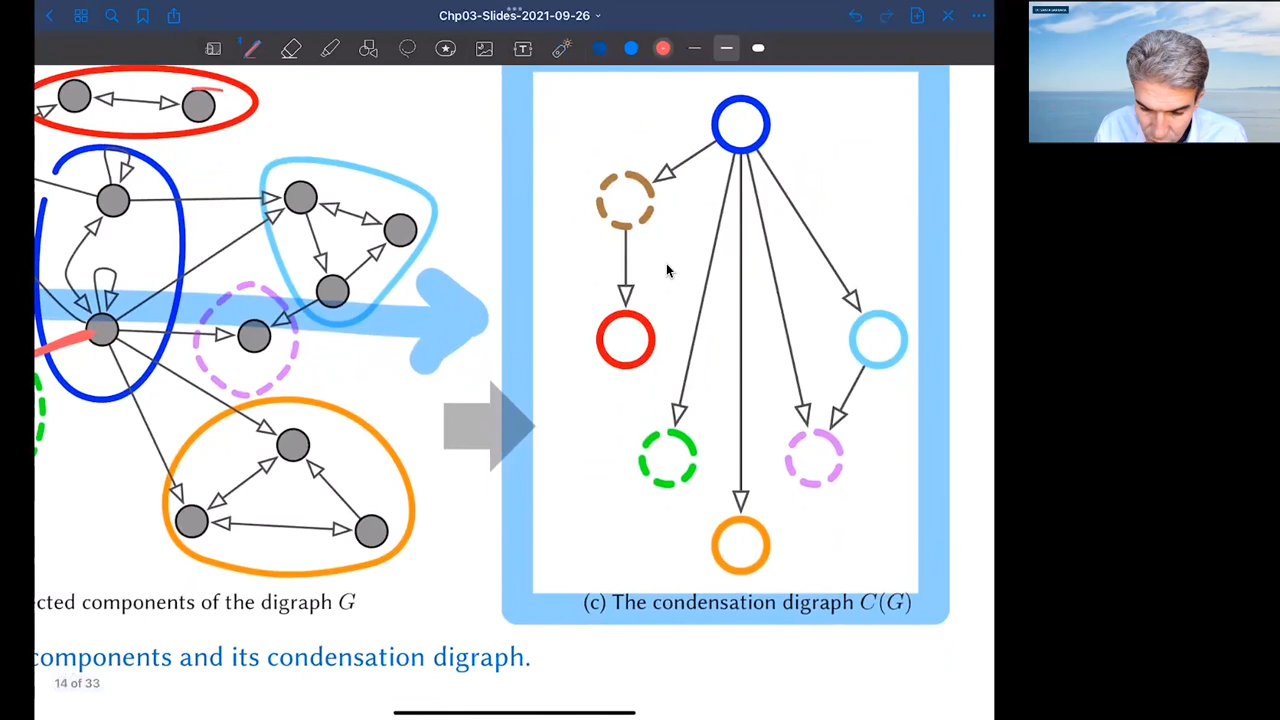 Chp03-Slides-2021-09-26
ected components of the digraph G
(c) The condensation digraph C(G)
components and its condensation digraph.
14 of 33